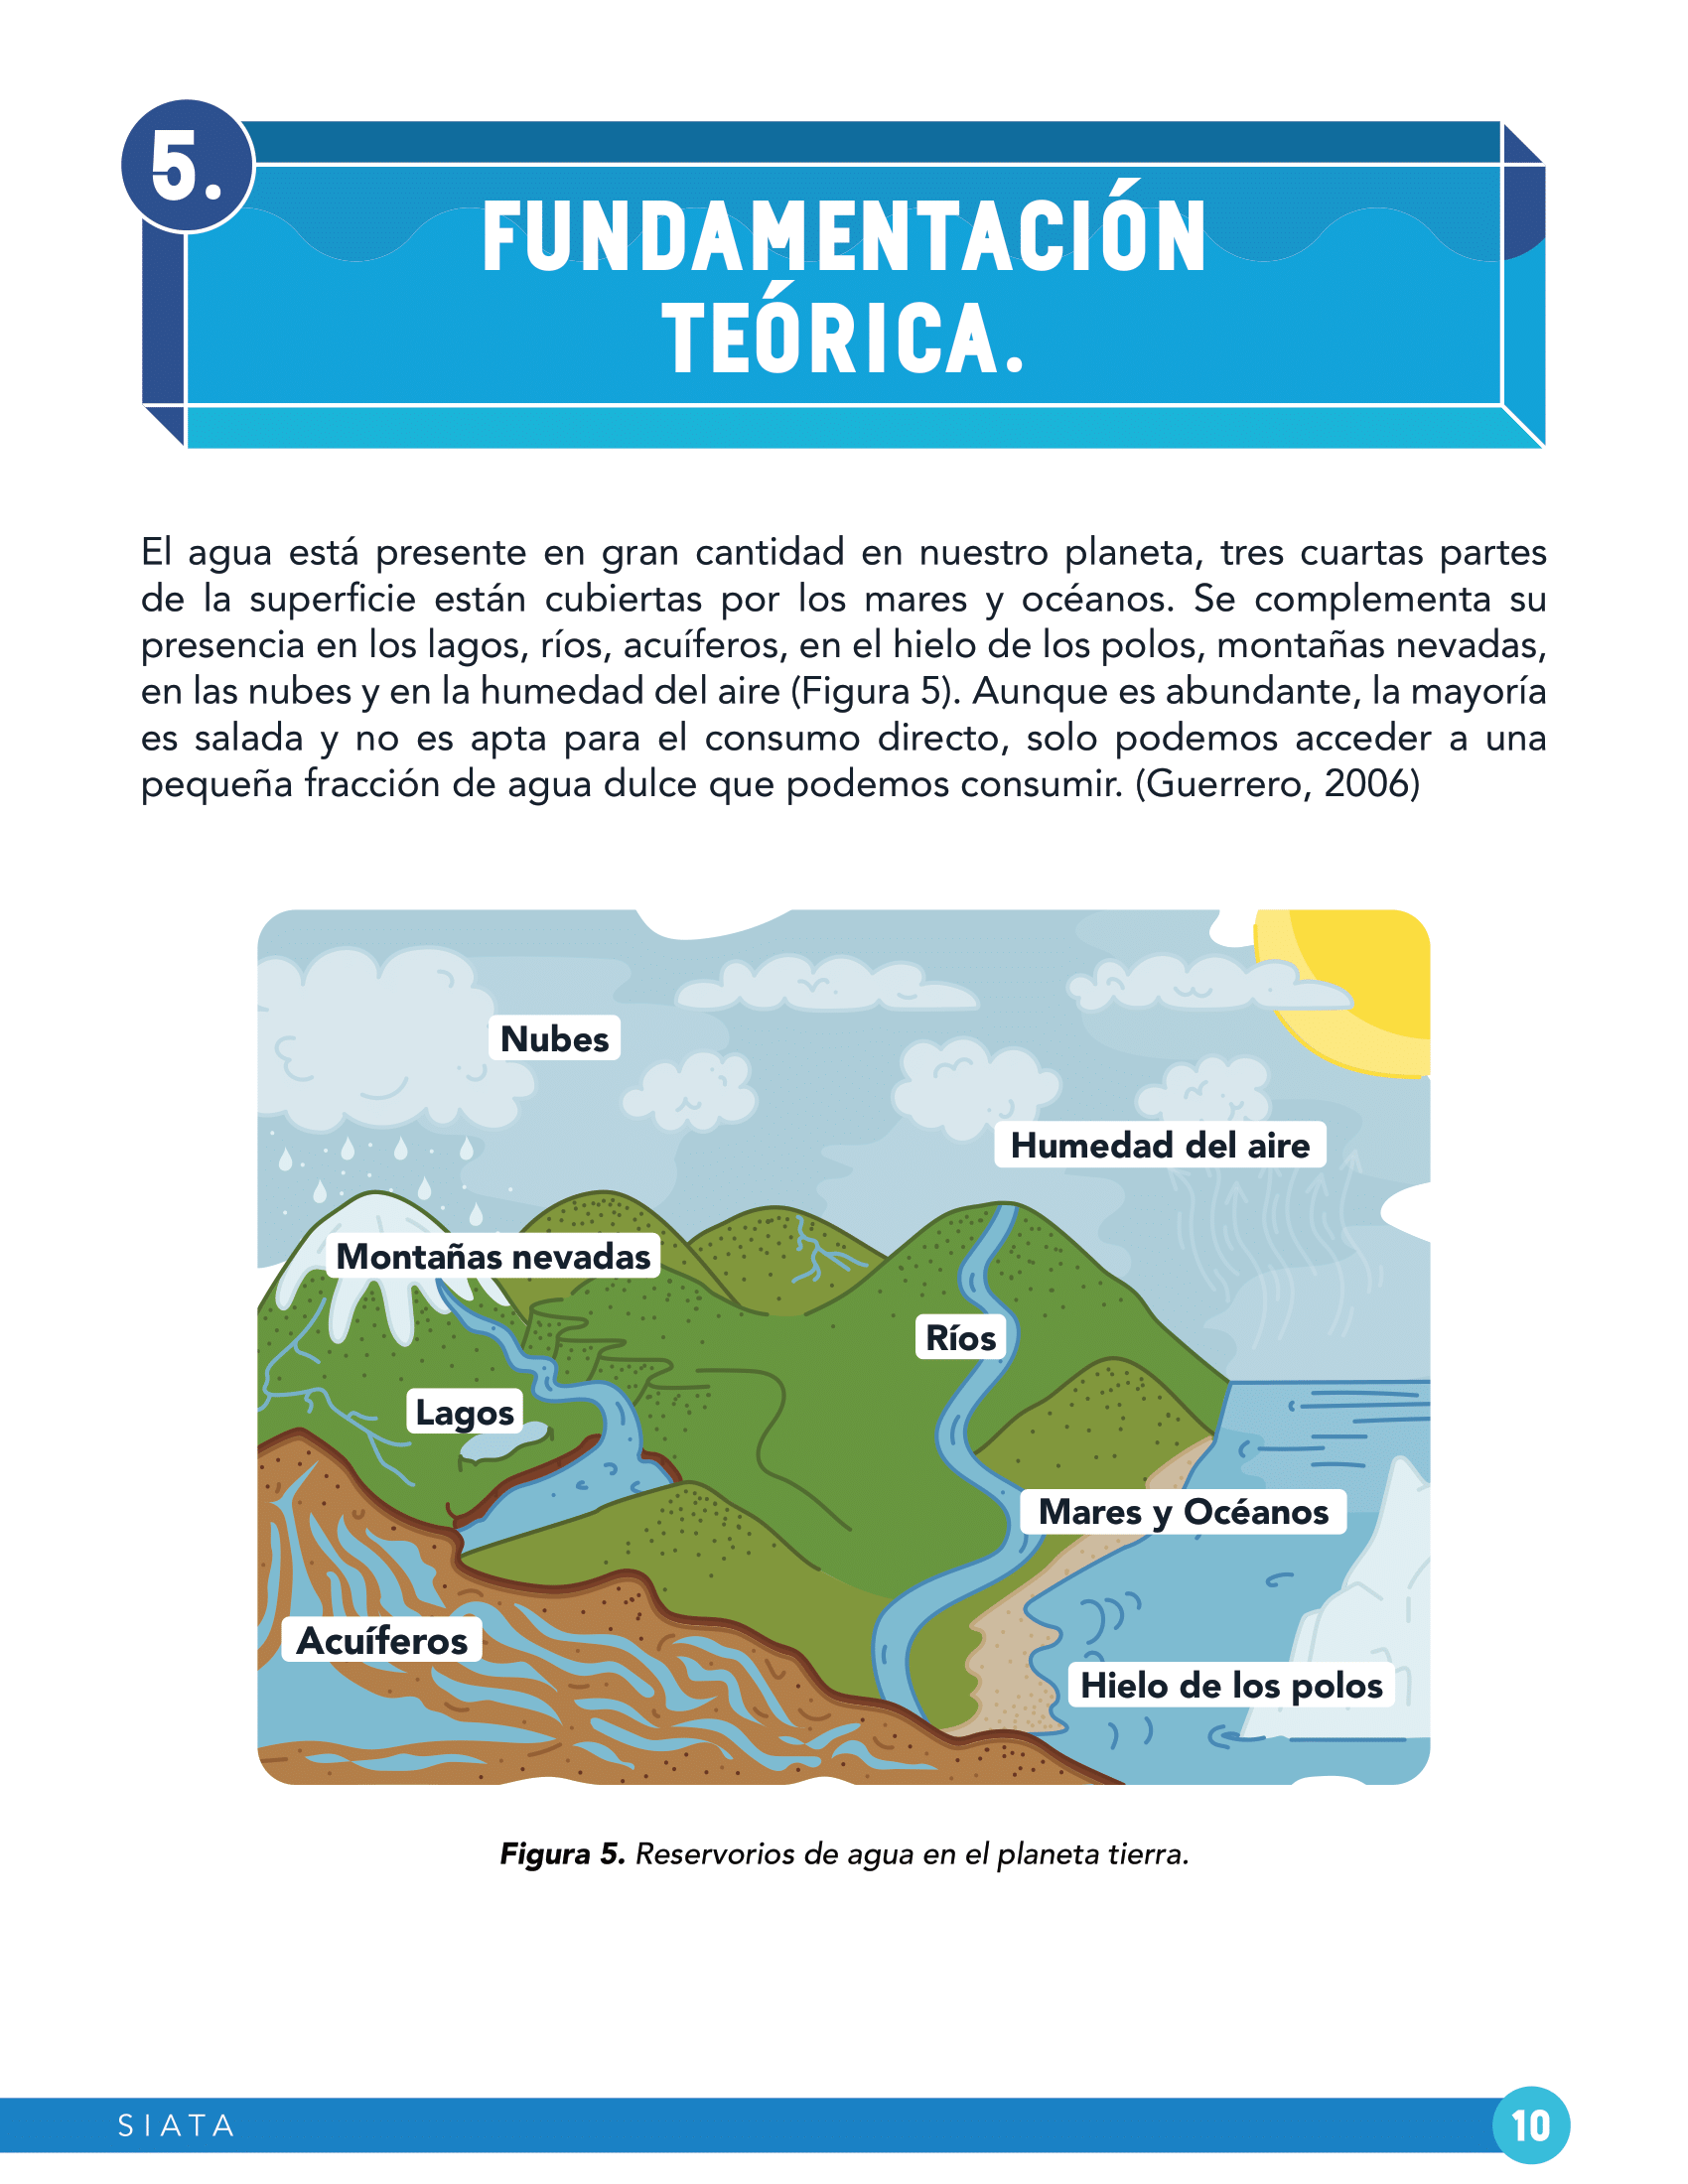 5.
FUNDAMENTACIÓN
TEÓRICA.
El agua está presente en gran cantidad en nuestro planeta, tres cuartas partes
de la superficie están cubiertas por los mares y océanos. Se complementa su
presencia en los lagos, ríos, acuíferos, en el hielo de los polos, montañas nevadas,
en las nubes y en la humedad del aire (Figura 5). Aunque es abundante, la mayoría
es salada y no es apta para el consumo directo, solo podemos acceder a una
pequeña fracción de agua dulce que podemos consumir. (Guerrero, 2006)
Nubes
Humedad del aire
Montañas nevadas
Ríos
Lagos
Mares y Océanos
Acuíferos
Hielo de los polos
Figura 5. Reservorios de agua en el planeta tierra.
SIATA
10